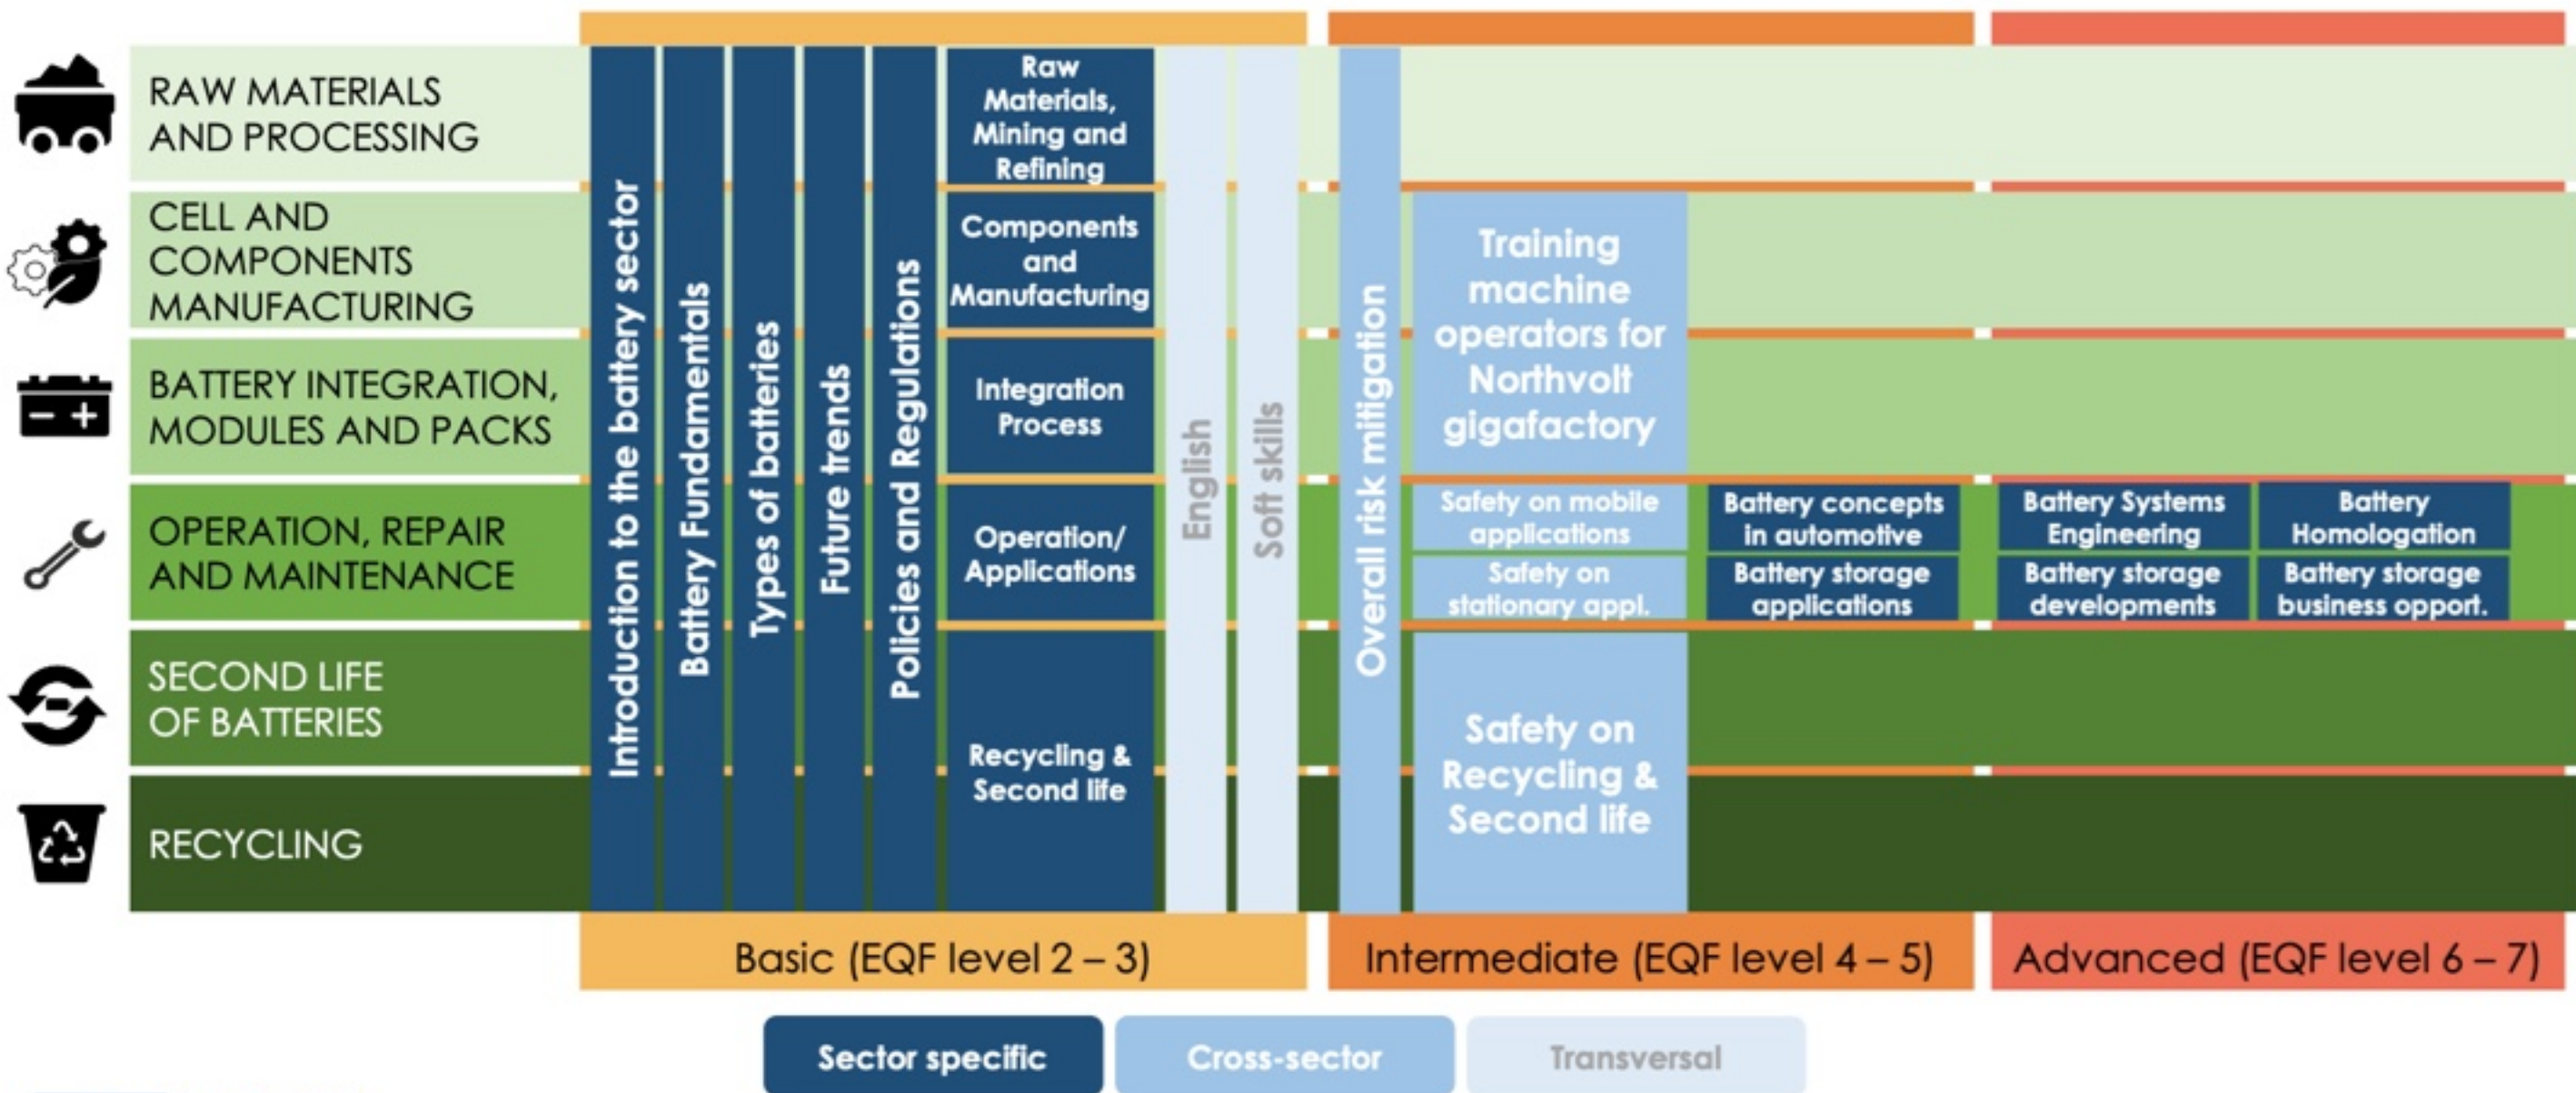 RAW MATERIALS
AND PROCESSING
CELL AND
COMPONENTS
MANUFACTURING
BATTERY INTEGRATION,
MODULES AND PACKS
OPERATION, REPAIR
AND MAINTENANCE
SECOND LIFE
OF BATTERIES
RECYCLING
Introduction to the battery sector
Battery Fundamentals
Types of batteries
Future trends
Policies and Regulations
Raw
Materials,
Mining and
Refining
Components
and
Manufacturing
Integration
Process
Operation/
Applications
Recycling &
Second life
English
Soft skills
Overall risk mitigation
Training
machine
operators for
Northvolt
gigafactory
Safety on mobile
applications
Safety on
stationary appl.
Safety on
Recycling &
Second life
Battery concepts
in automotive
Battery storage
applications
Battery Systems
Engineering
Battery storage
developments
Battery
Homologation
Battery storage
business opport.
Basic (EQF level 2 – 3)
Intermediate (EQF level 4 – 5)
Advanced (EQF level 6 – 7)
Sector specific
Cross-sector
Transversal